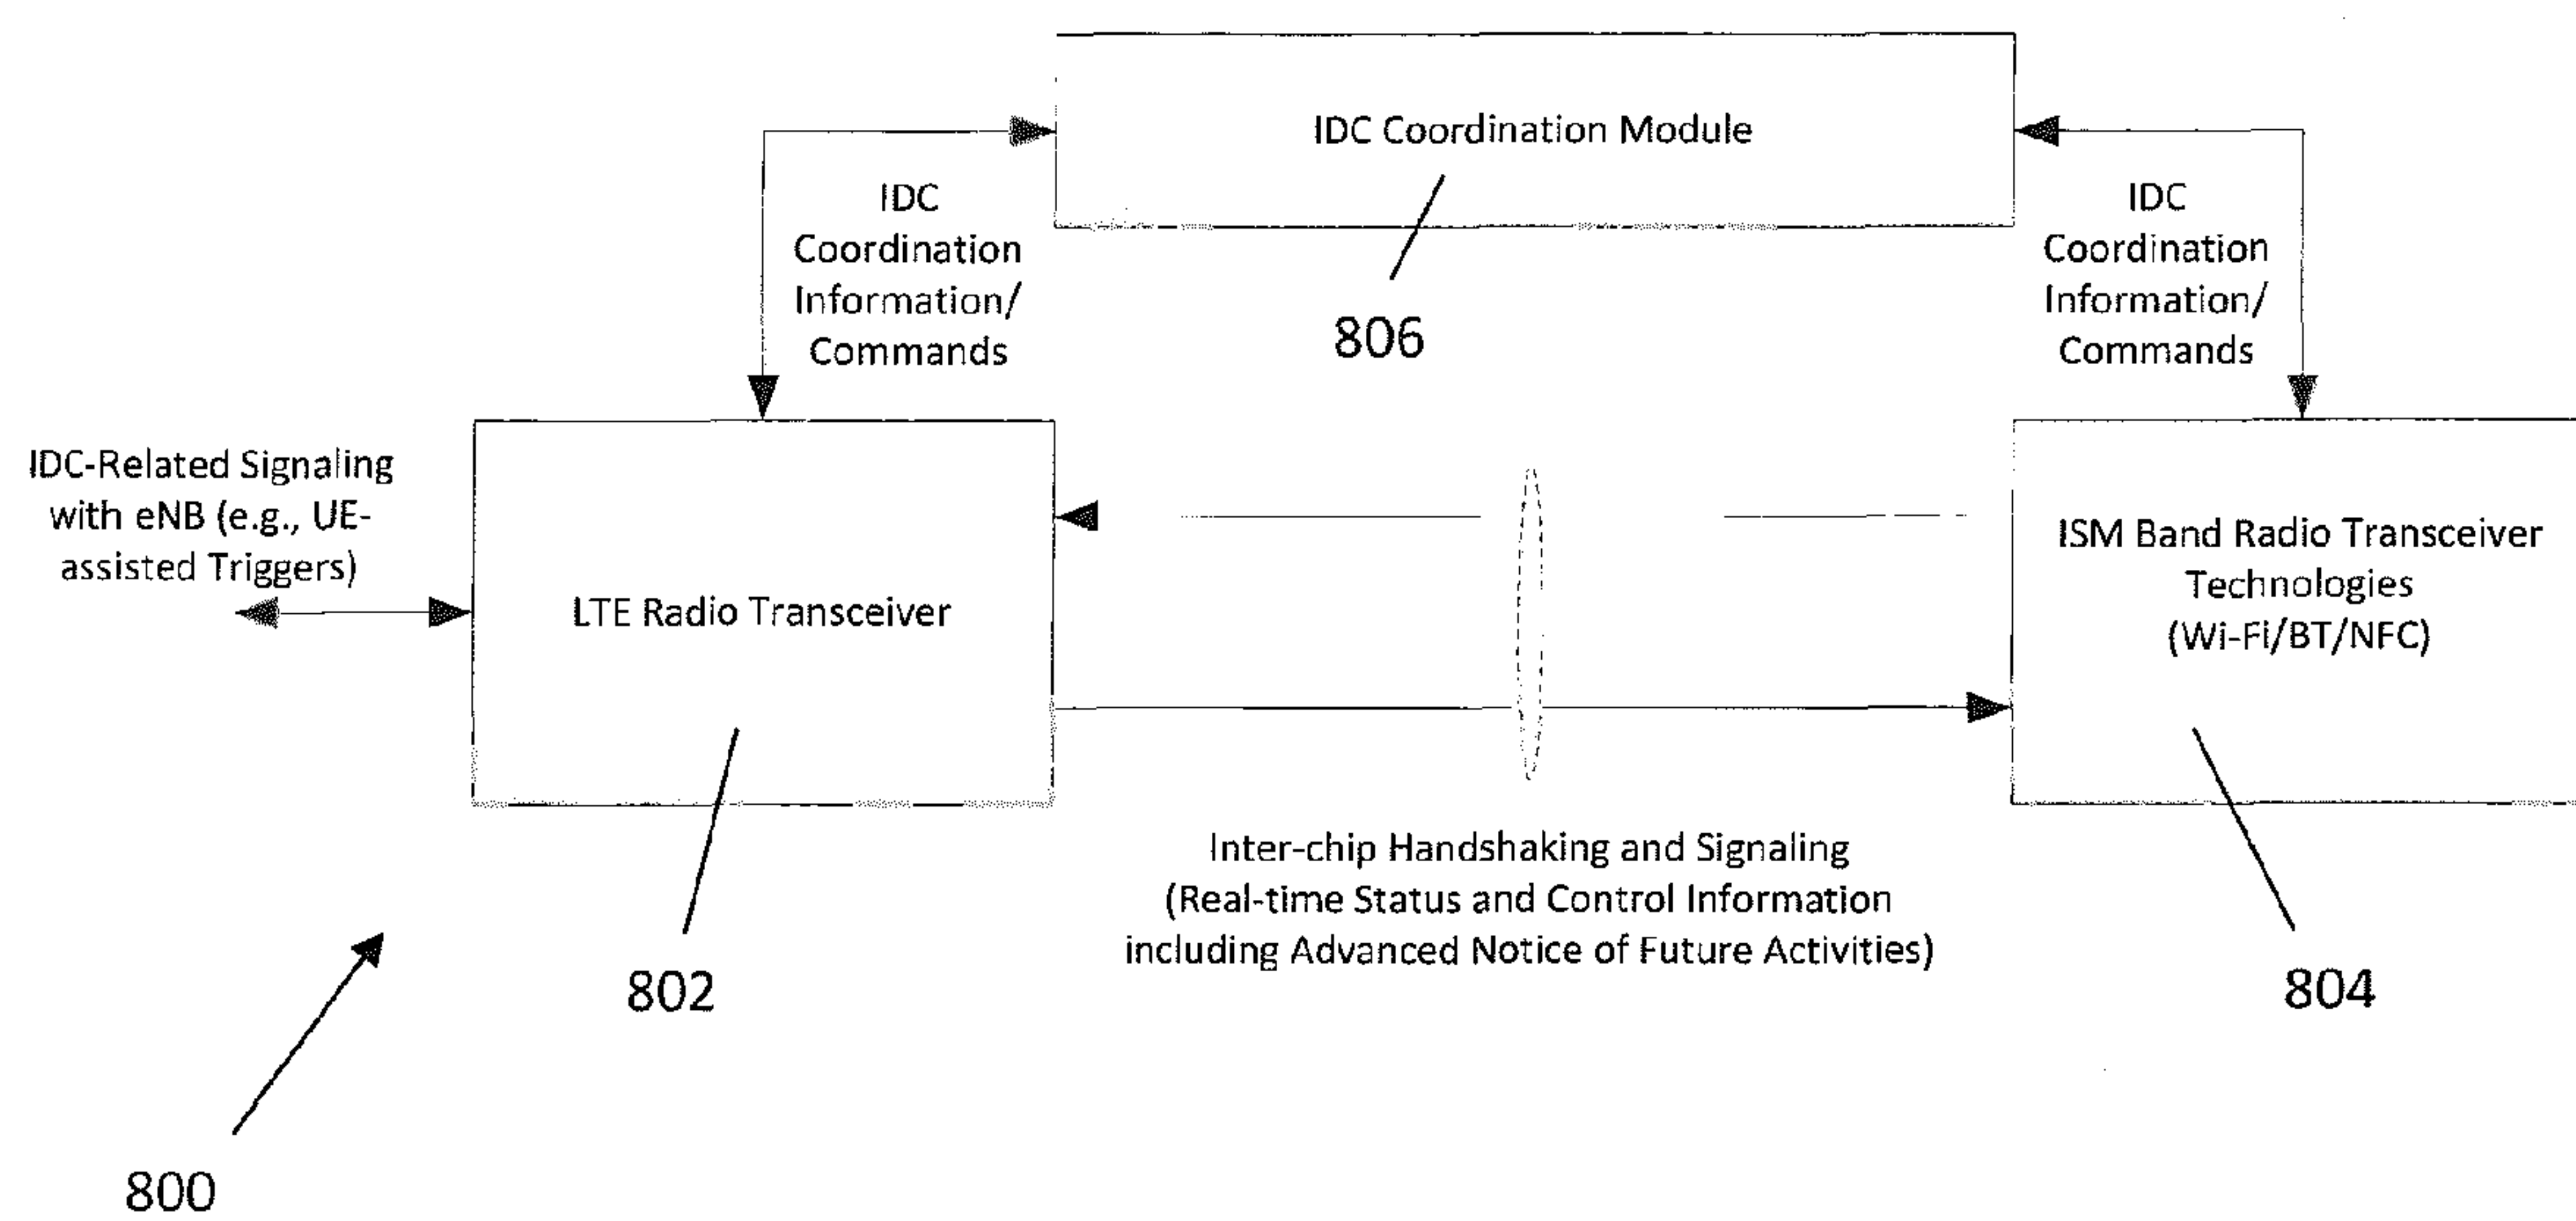 IDC Coordination Module
806
IDC
Coordination
Information/
Commands
IDC
Coordination
Information/
Commands
IDC-Related Signaling
with eNB (e.g., UE-
assisted Triggers)
LTE Radio Transceiver
802
ISM Band Radio Transceiver
Technologies
(Wi-Fi/BT/NFC)
804
Inter-chip Handshaking and Signaling
(Real-time Status and Control Information
including Advanced Notice of Future Activities)
800